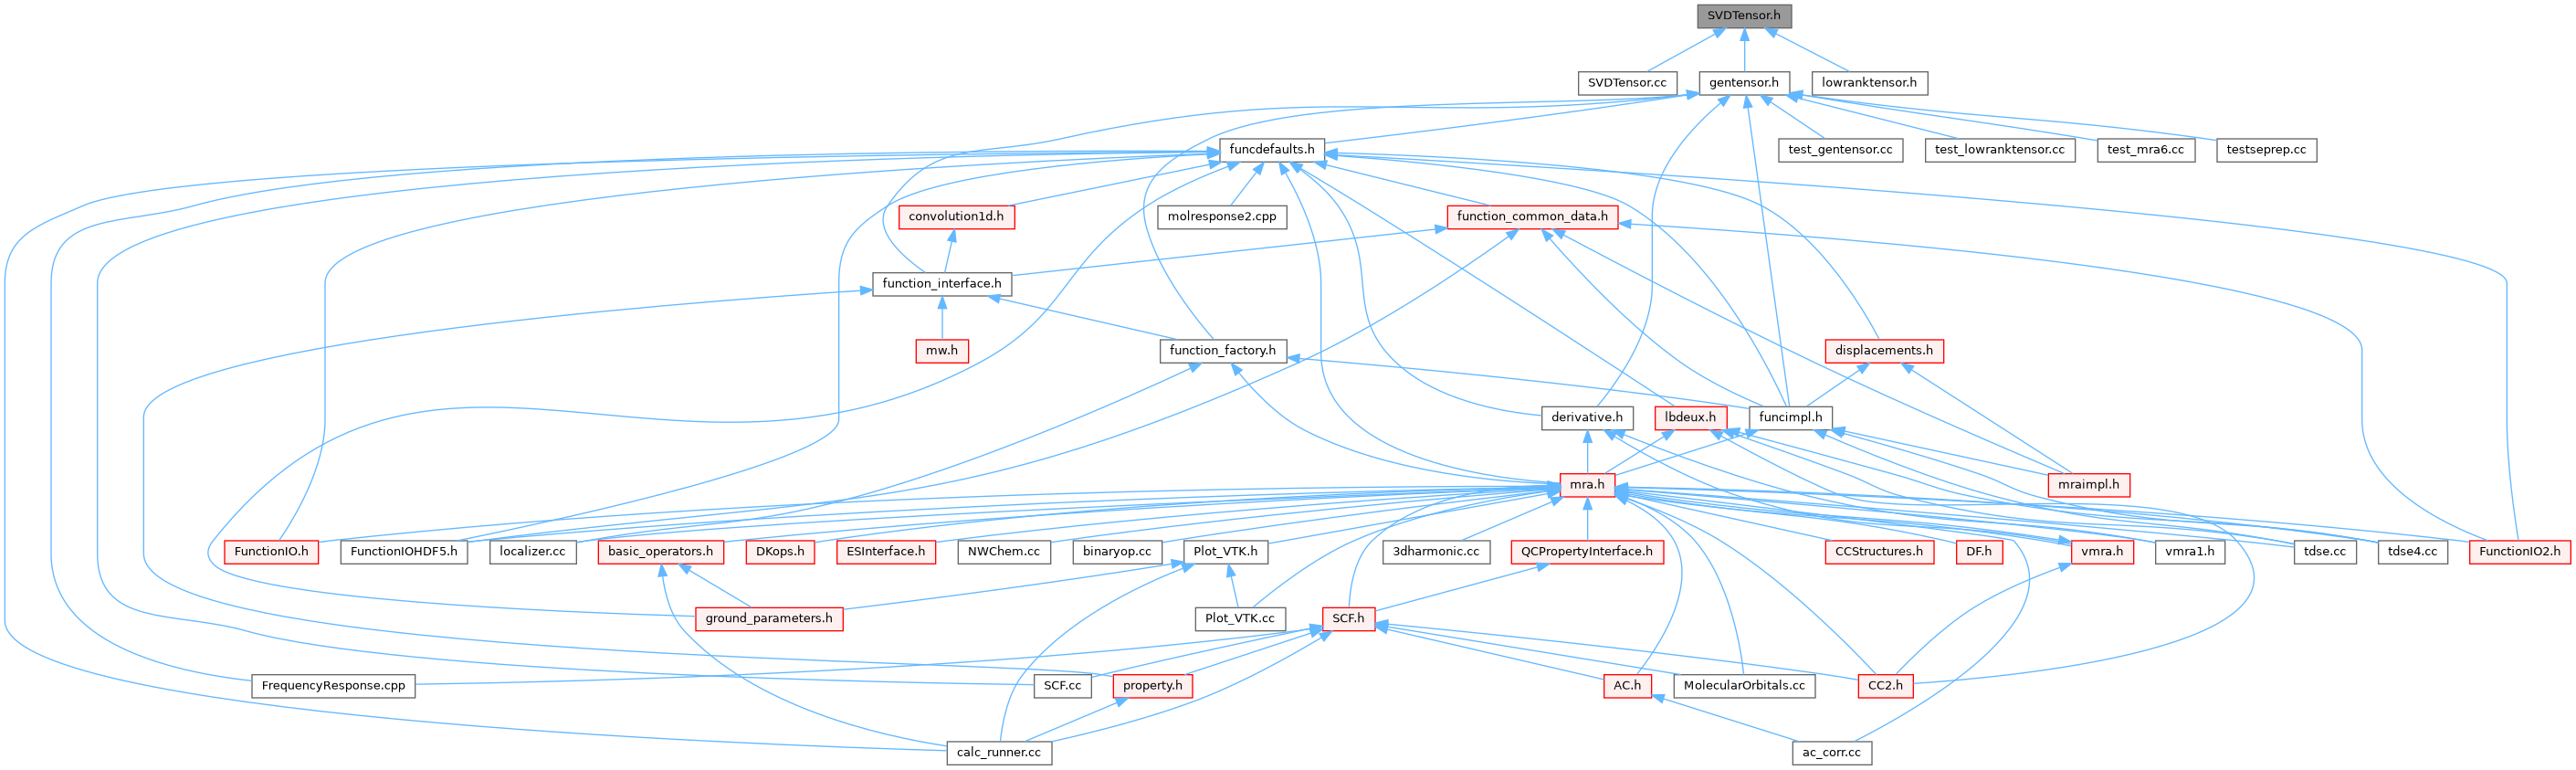 SVDTensor.h
SVDTensor.cc
gentensor.h
lowranktensor.h
funcdefaults.h
test_gentensor.cc
test_lowranktensor.cc
test_mra6.cc
testseprep.cc
convolution1d.h
molresponse2.cpp
function_common_data.h
function_interface.h
mw.h
function_factory.h
displacements.h
derivative.h
lbdeux.h
funcimpl.h
mra.h
mraimpl.h
FunctionIO.h
FunctionIOHDF5.h
localizer.cc
basic_operators.h
DKops.h
ESInterface.h
NWChem.cc
binaryop.cc
Plot_VTK.h
3dharmonic.cc
QCPropertyInterface.h
CCStructures.h
DF.h
vmra.h
vmra1.h
tdse.cc
tdse4.cc
FunctionIO2.h
ground_parameters.h
Plot_VTK.cc
SCF.h
FrequencyResponse.cpp
SCF.cc
property.h
AC.h
MolecularOrbitals.cc
CC2.h
calc_runner.cc
ac_corr.cc